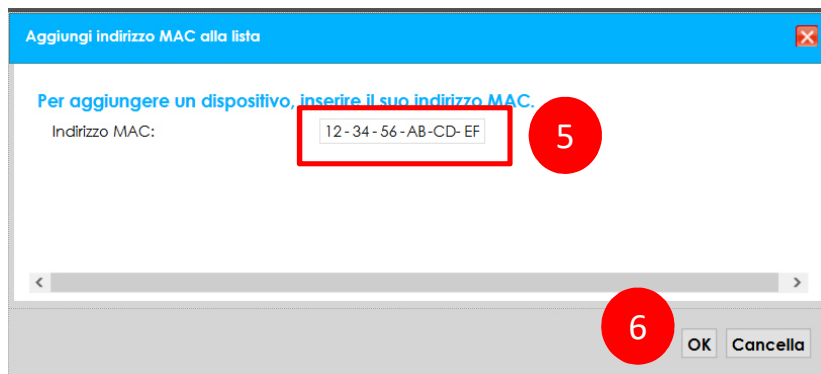 Aggiungi indirizzo MAC alla lista
Per aggiungere un dispositivo, inserire il suo indirizzo MAC.
Indirizzo MAC: 12 - 34 - 56 - AB - CD - EF
5
6
OK Cancella